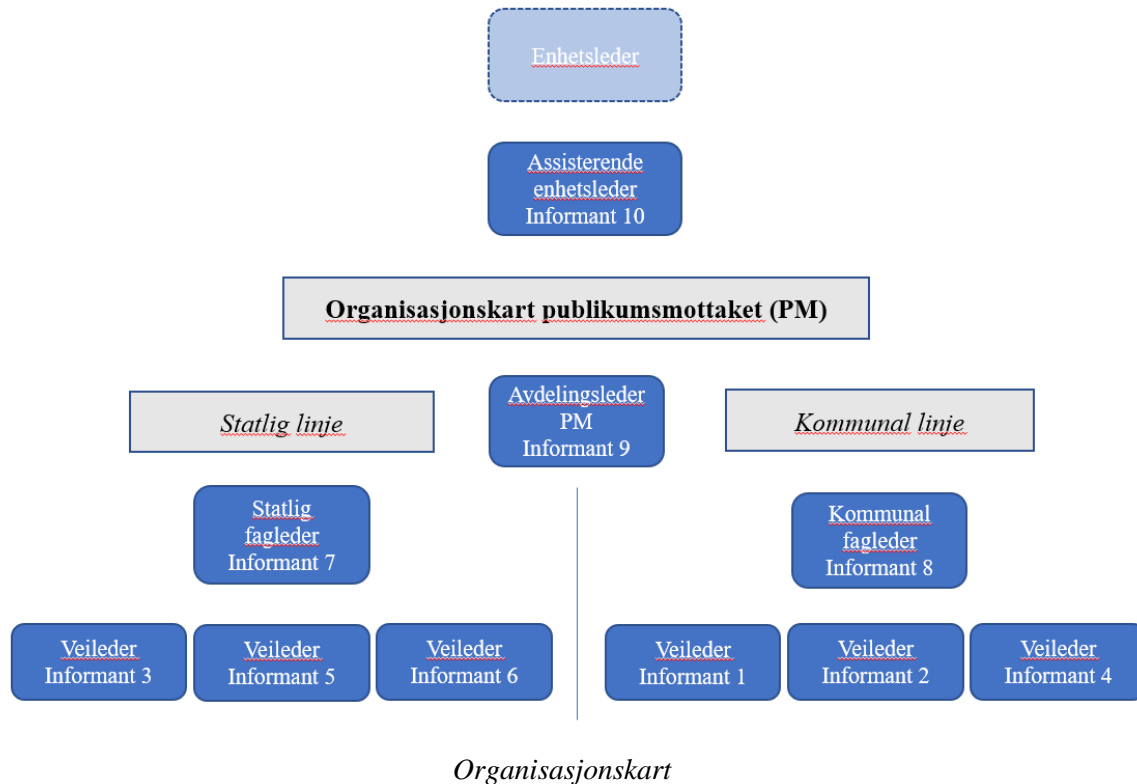 Enhetsleder
Assisterende
enhetsleder
Informant 10
Organisasjonskart publikumsmottaket (PM)
Statlig linje
Avdelingsleder
PM
Informant 9
Kommunal linje
Statlig
fagleder
Informant 7
Kommunal
fagleder
Informant 8
Veileder
Informant 3
Veileder
Informant 5
Veileder
Informant 6
Veileder
Informant 1
Veileder
Informant 2
Veileder
Informant 4
Organisasjonskart